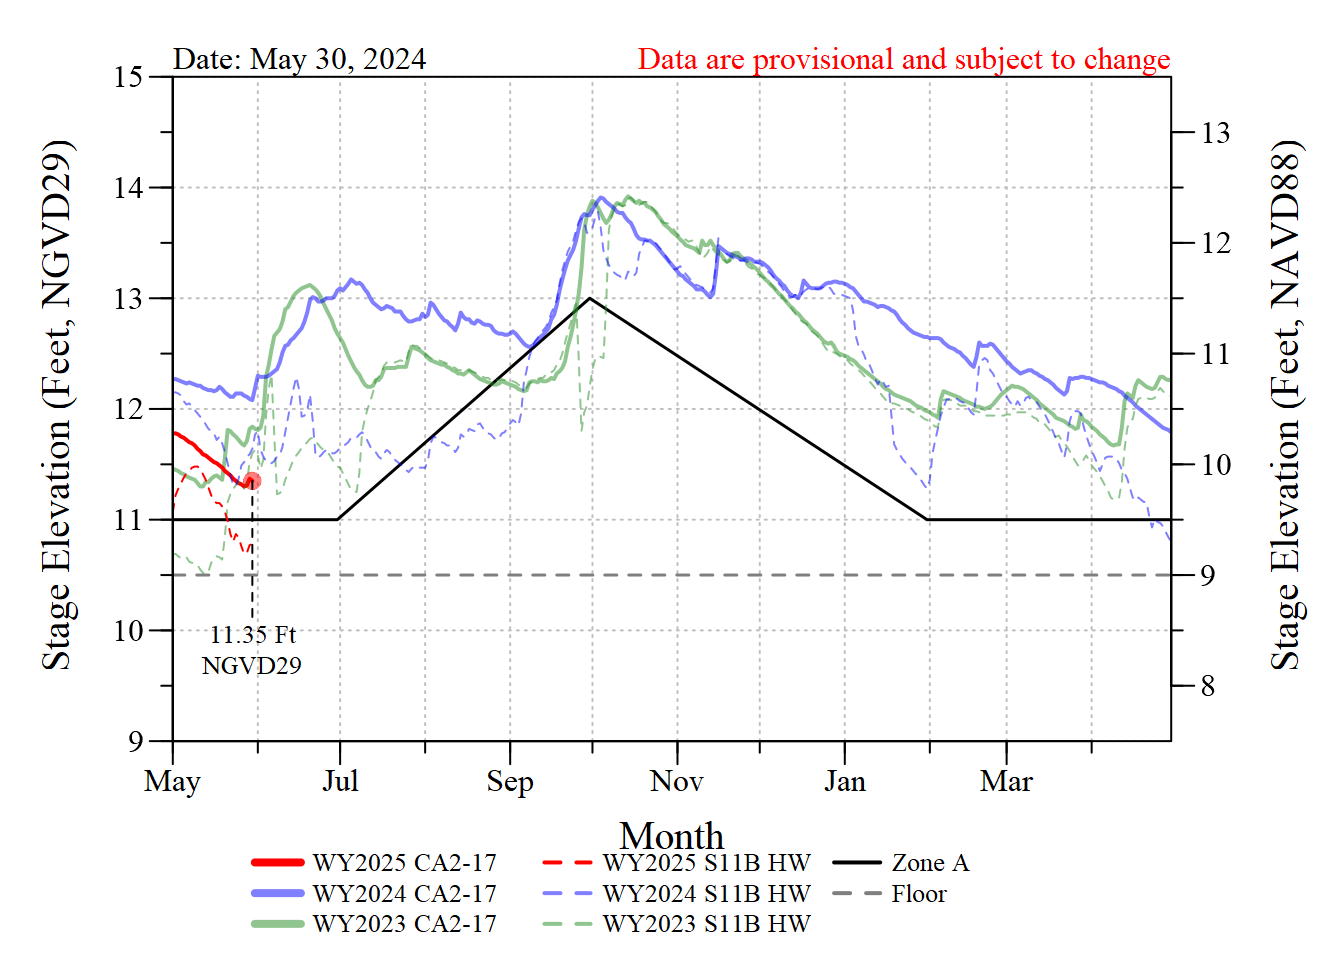 Date: May 30, 2024
Data are provisional and subject to change
15
14
13
12
11
10
9
Stage Elevation (Feet, NGVD29)
13
12
11
10
9
8
Stage Elevation (Feet, NAVD88)
11.35 Ft
NGVD29
May Jul Sep Nov Jan Mar
Month
WY2025 CA2-17 WY2025 S11B HW Zone A
WY2024 CA2-17 WY2024 S11B HW Floor
WY2023 CA2-17 WY2023 S11B HW